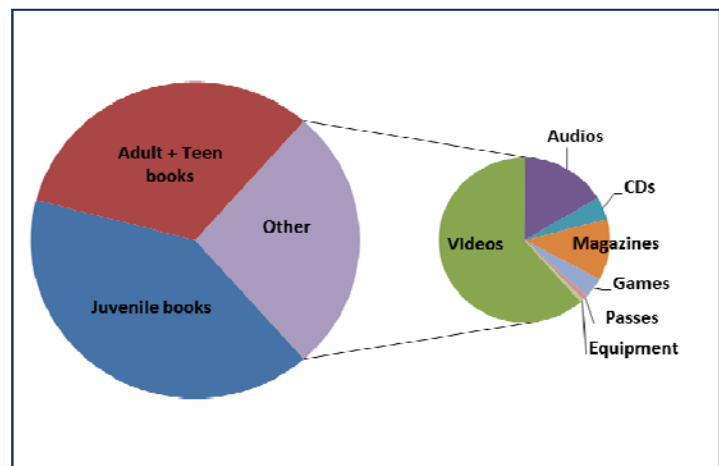 Adult + Teen
books
Other
Juvenile books
Audios
CDs
VIdeos
Magazines
Games
Passes
Equipment